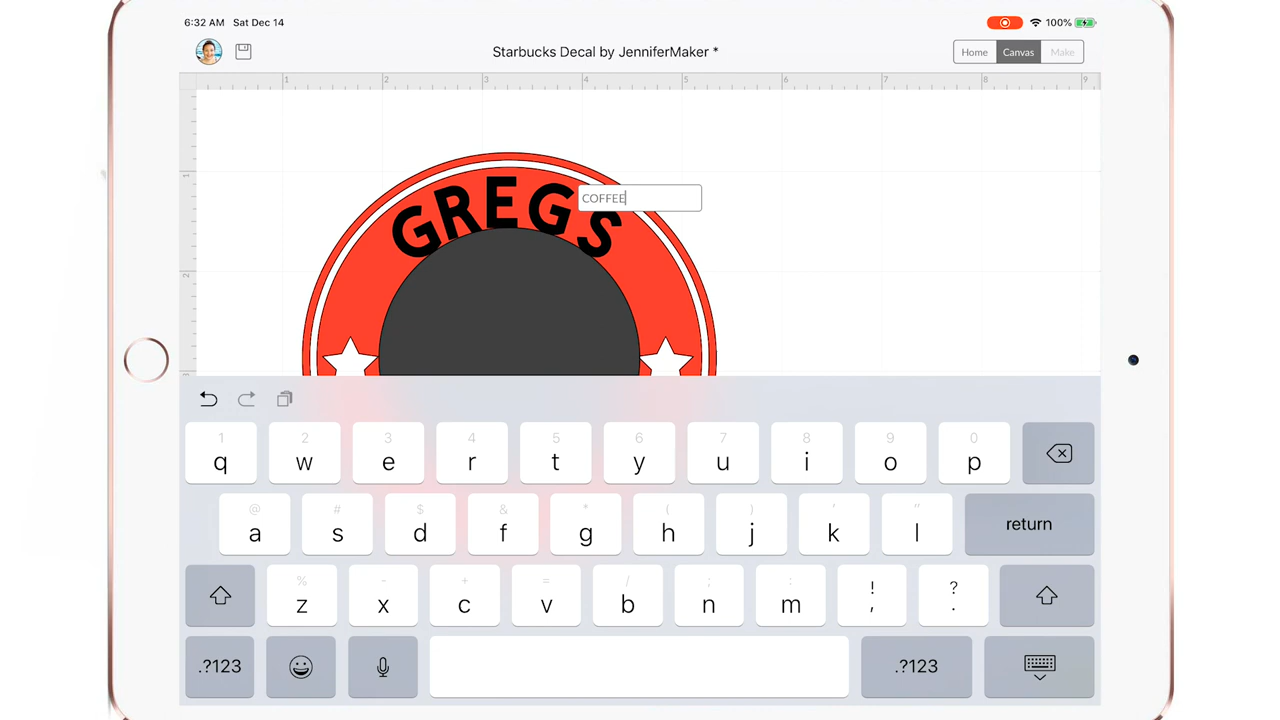 6:32 AM Sat Dec 14 100%
Starbucks Decal by JenniferMaker * Home Canvas Make
1 2 3 4 5 6 7 8 9
1
2
3
GREGS
COFFEE
1 2 3 4 5 6 7 8 9 0
q w e r t y u i o p
@ # $ & * ( ) ' "
a s d f g h j k l return
% - + = / ; : ! ?
z x c v b n m , .
.?123 .?123